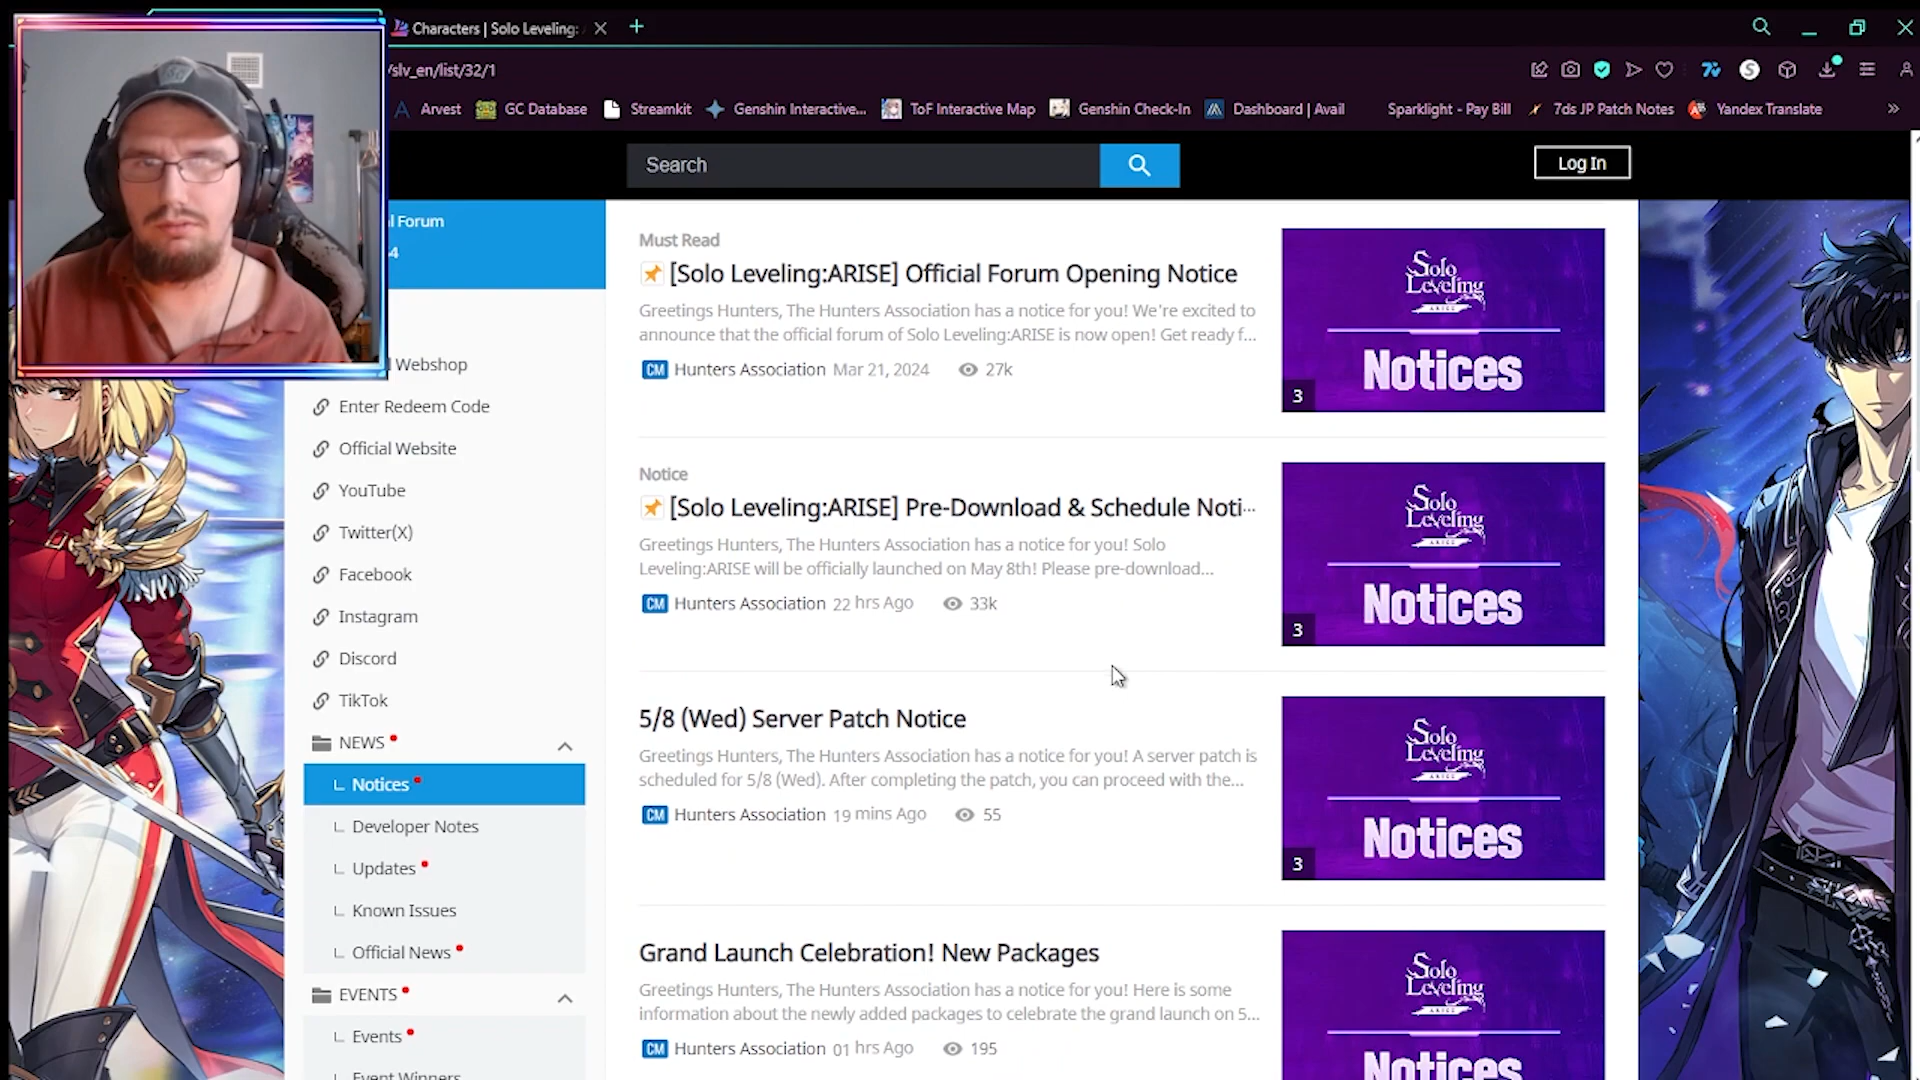 Characters | Solo Leveling:
/slv_en/list/32/1
Arvest
GC Database
Streamkit
Genshin Interactive...
ToF Interactive Map
Genshin Check-In
Dashboard | Avail
Sparklight - Pay Bill
7ds JP Patch Notes
Yandex Translate
Search
Log In
l Forum
4
Webshop
Enter Redeem Code
Official Website
YouTube
Twitter(X)
Facebook
Instagram
Discord
TikTok
NEWS
Notices
Developer Notes
Updates
Known Issues
Official News
EVENTS
Events
Event Winners
Must Read
[Solo Leveling:ARISE] Official Forum Opening Notice
Greetings Hunters, The Hunters Association has a notice for you! We're excited to
announce that the official forum of Solo Leveling:ARISE is now open! Get ready f...
CM Hunters Association Mar 21, 2024 27k
Solo
Leveling
ARISE
Notices
3
Notice
[Solo Leveling:ARISE] Pre-Download & Schedule Noti...
Greetings Hunters, The Hunters Association has a notice for you! Solo
Leveling:ARISE will be officially launched on May 8th! Please pre-download...
CM Hunters Association 22 hrs Ago 33k
Solo
Leveling
ARISE
Notices
3
5/8 (Wed) Server Patch Notice
Greetings Hunters, The Hunters Association has a notice for you! A server patch is
scheduled for 5/8 (Wed). After completing the patch, you can proceed with the...
CM Hunters Association 19 mins Ago 55
Solo
Leveling
ARISE
Notices
3
Grand Launch Celebration! New Packages
Greetings Hunters, The Hunters Association has a notice for you! Here is some
information about the newly added packages to celebrate the grand launch on 5...
CM Hunters Association 01 hrs Ago 195
Solo
Leveling
ARISE
Notices